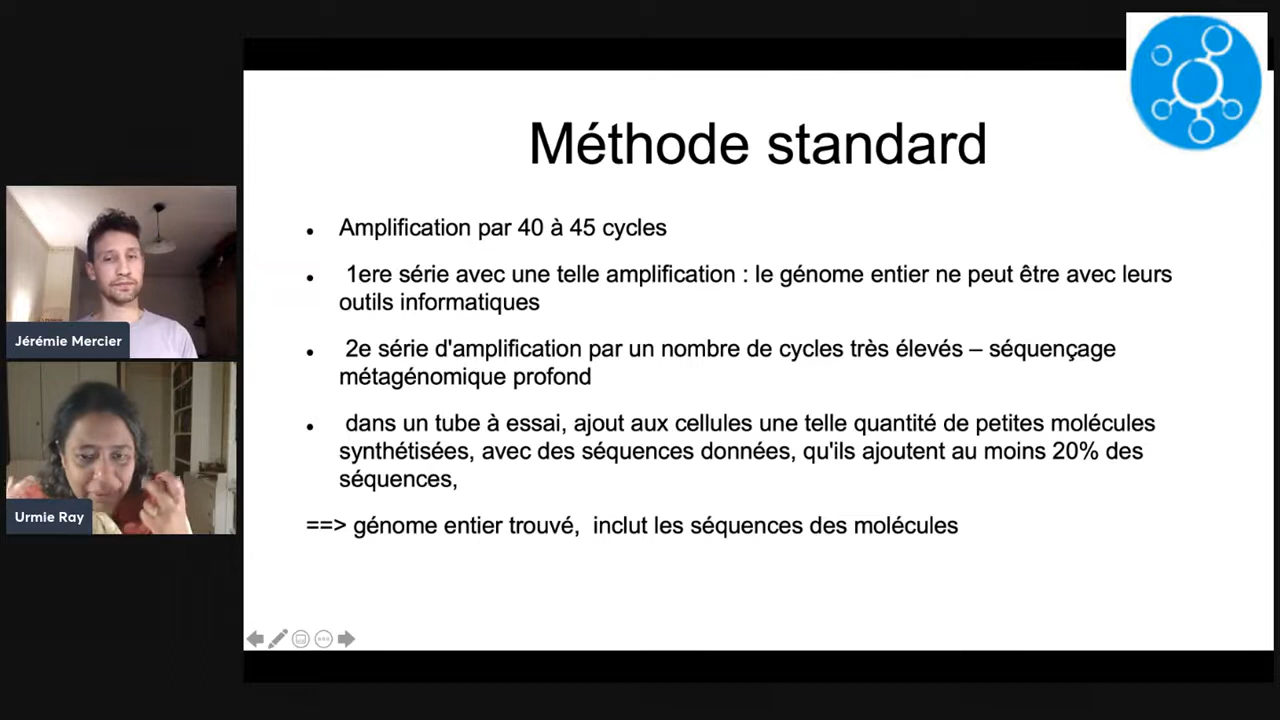 Méthode standard
Amplification par 40 à 45 cycles
1ere série avec une telle amplification : le génome entier ne peut être avec leurs
outils informatiques
2e série d'amplification par un nombre de cycles très élevés – séquençage
métagénomique profond
dans un tube à essai, ajout aux cellules une telle quantité de petites molécules
synthétisées, avec des séquences données, qu'ils ajoutent au moins 20% des
séquences,
==> génome entier trouvé, inclut les séquences des molécules
Jérémie Mercier
Urmie Ray